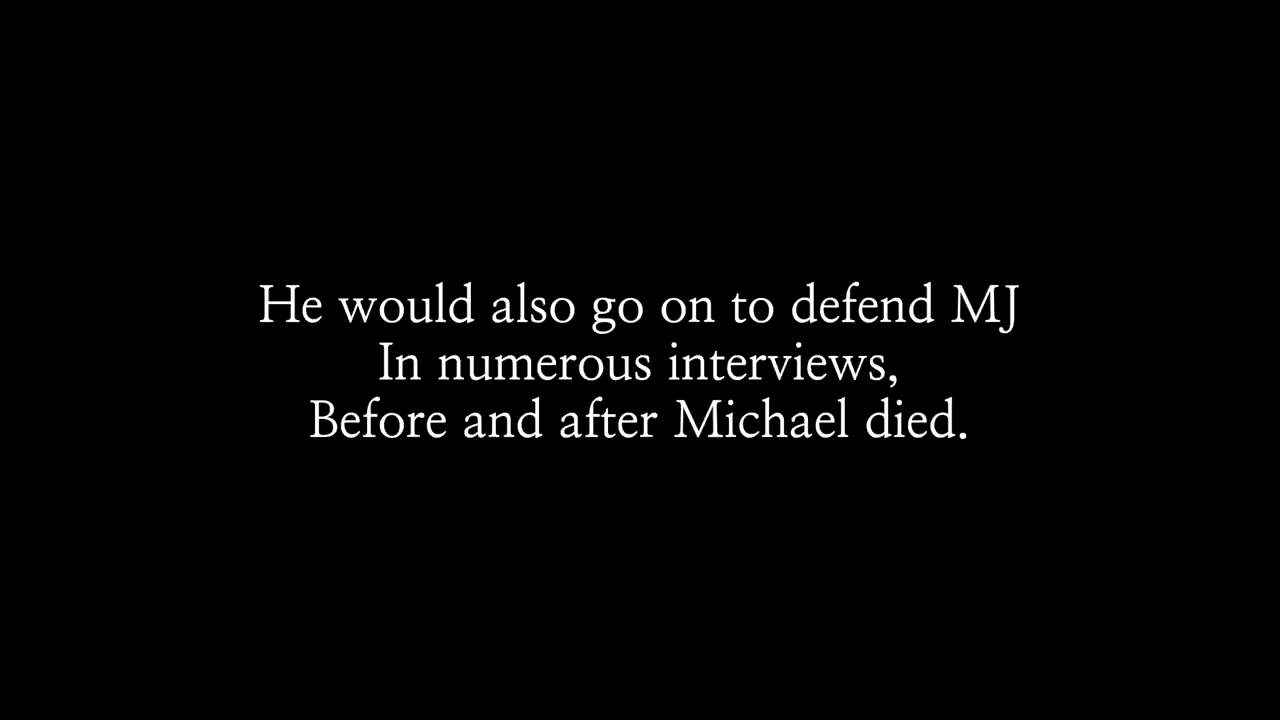 He would also go on to defend MJ
In numerous interviews,
Before and after Michael died.